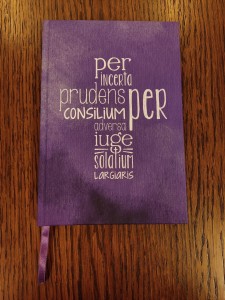 per
incerta
prudens PER
CONSILIUM
adversa
iuge
solatium
LARGIARIS